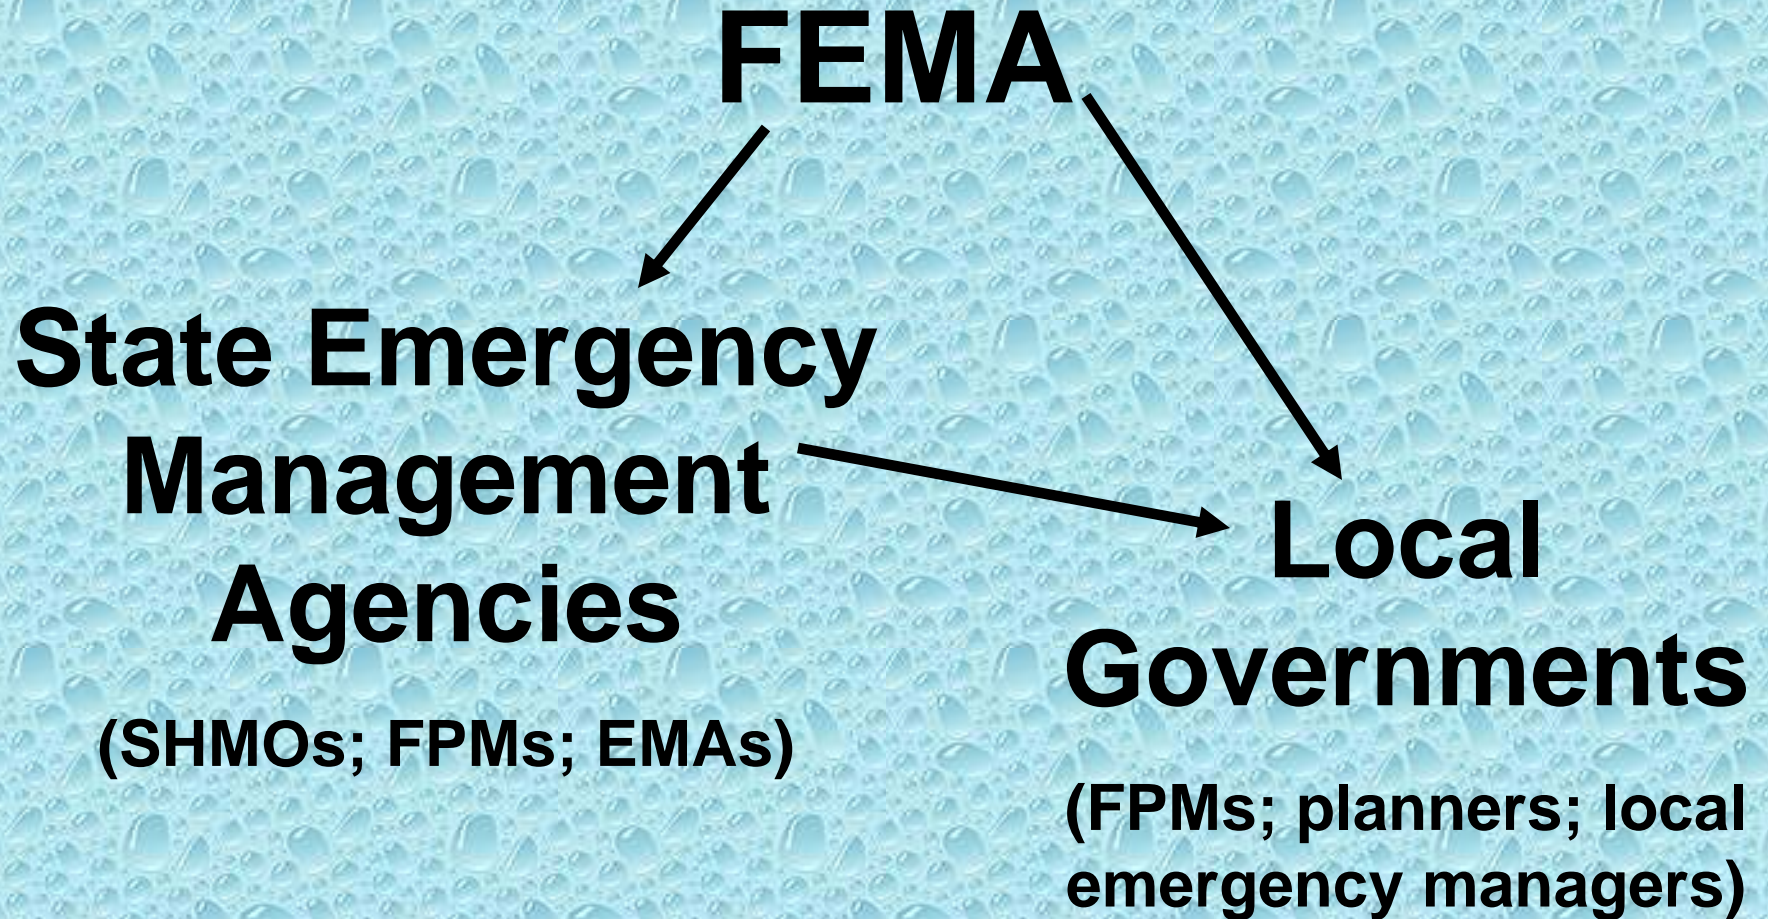 FEMA
State Emergency
Management
Agencies
(SHMOs; FPMs; EMAs)
Local
Governments
(FPMs; planners; local
emergency managers)